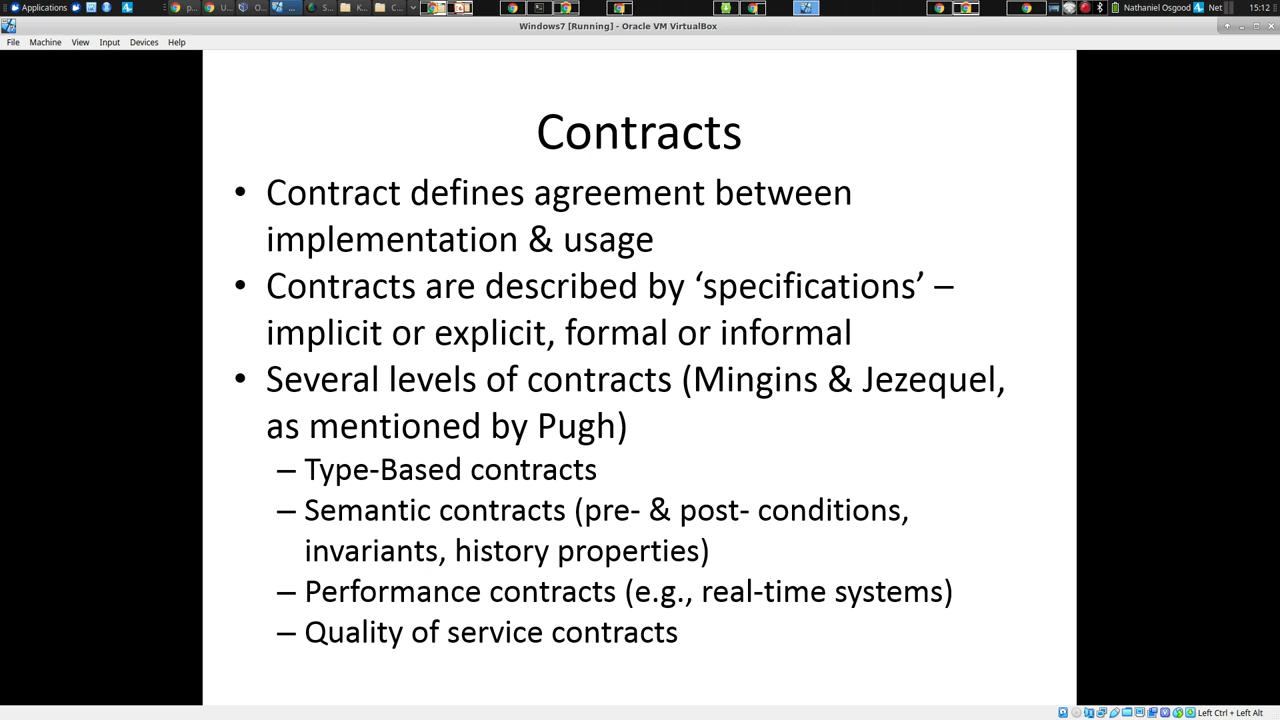 Applications
p...
U...
O...
...
S...
K...
C...
Nathaniel Osgood
Net
15:12
Windows7 [Running] - Oracle VM VirtualBox
File Machine View Input Devices Help
Contracts
• Contract defines agreement between
implementation & usage
• Contracts are described by ‘specifications’ –
implicit or explicit, formal or informal
• Several levels of contracts (Mingins & Jezequel,
as mentioned by Pugh)
– Type-Based contracts
– Semantic contracts (pre- & post- conditions,
invariants, history properties)
– Performance contracts (e.g., real-time systems)
– Quality of service contracts
Left Ctrl + Left Alt